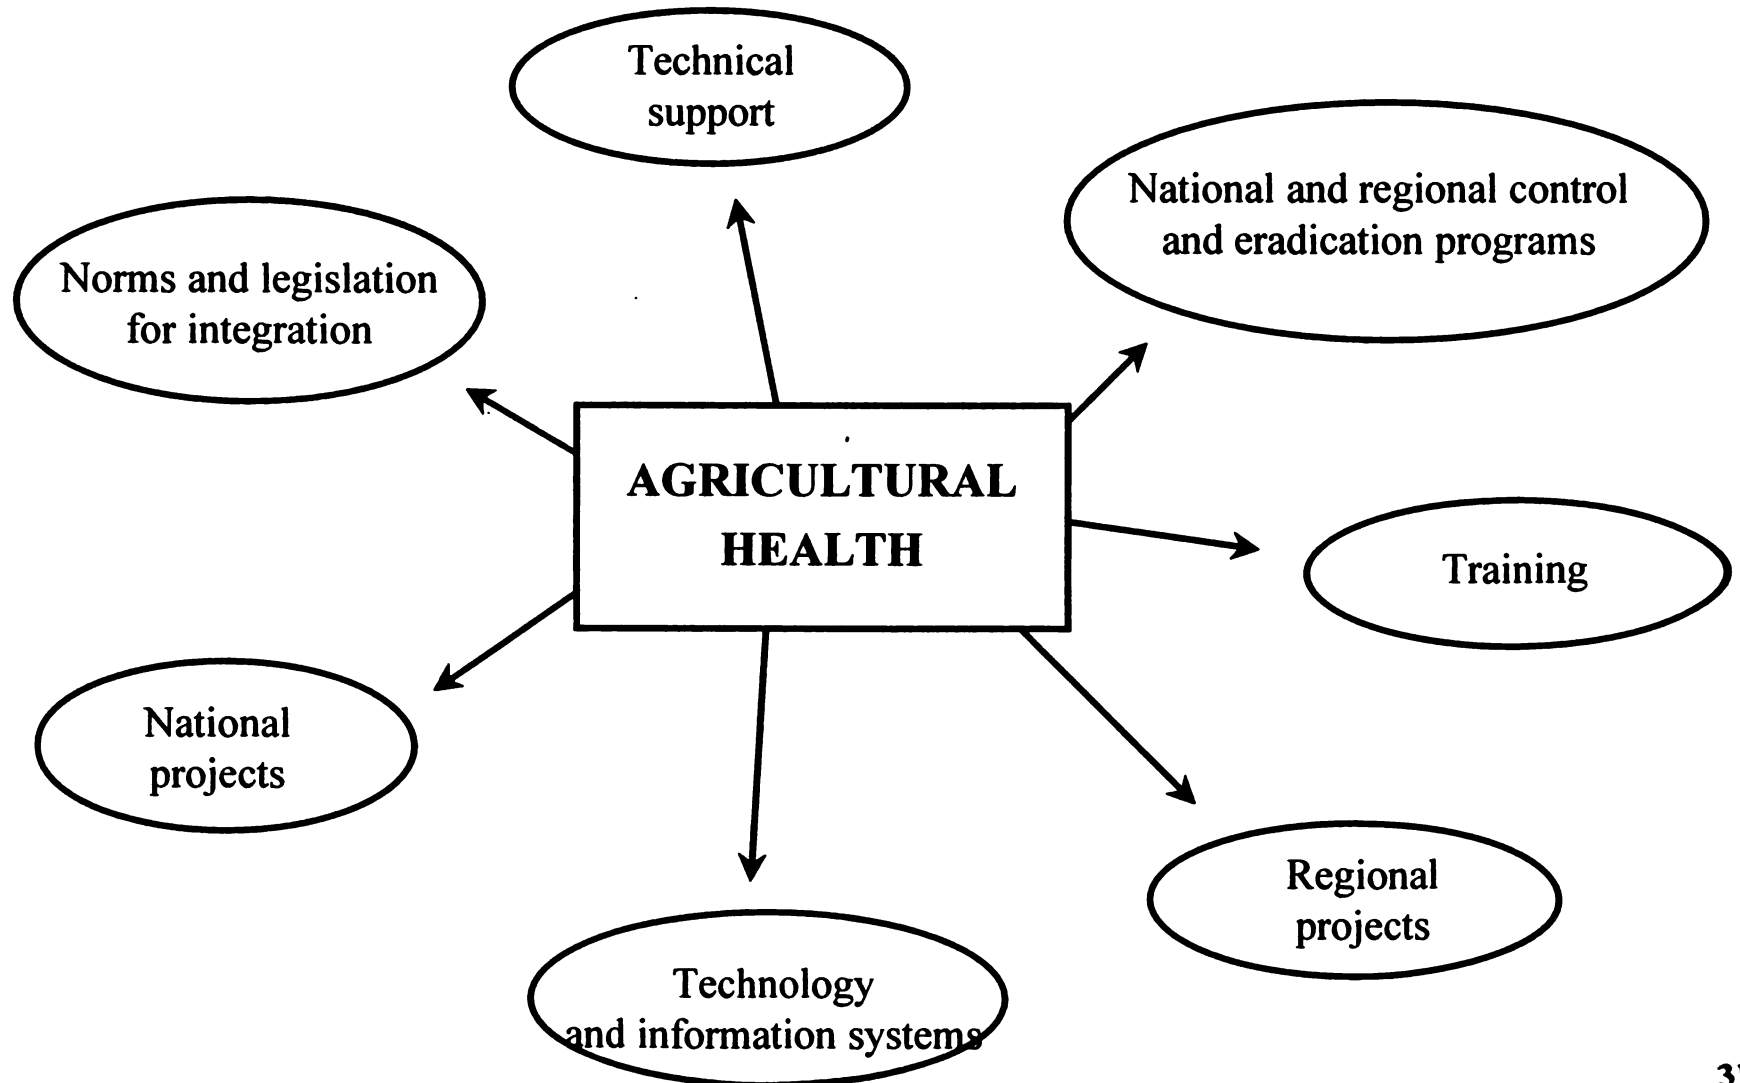 Technical
support
National and regional control
and eradication programs
Norms and legislation
for integration
AGRICULTURAL
HEALTH
Training
National
projects
Regional
projects
Technology
and information systems